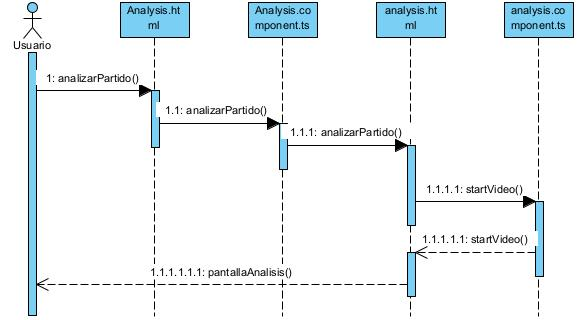 Analysis.ht
ml
Analysis.co
mponent.ts
analysis.ht
ml
analysis.co
mponent.ts
Usuario
1: analizarPartido()
1.1: analizarPartido()
1.1.1: analizarPartido()
1.1.1.1: startVideo()
1.1.1.1.1: startVideo()
1.1.1.1.1.1: pantallaAnalisis()